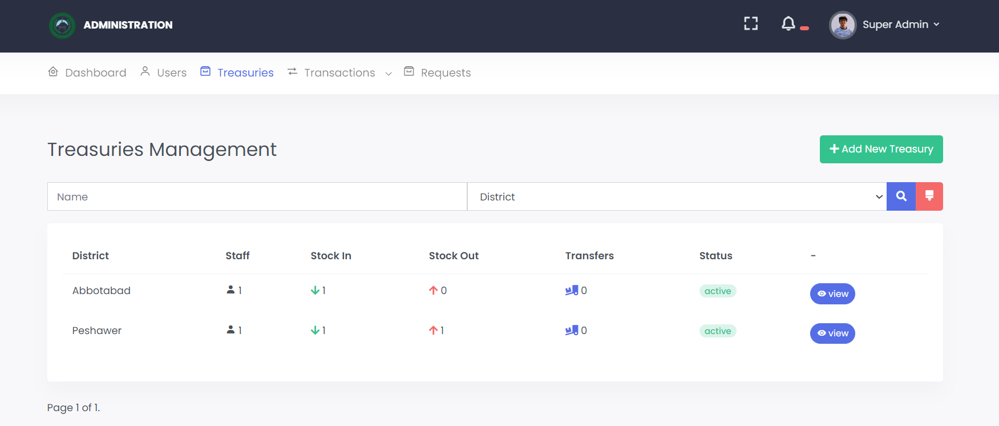 ADMINISTRATION
Super Admin
Dashboard Users Treasuries Transactions Requests
Treasuries Management
Add New Treasury
Name District
District Staff Stock In Stock Out Transfers Status -
Abbotabad 1 1 0 0 active view
Peshawer 1 1 1 0 active view
Page 1 of 1.